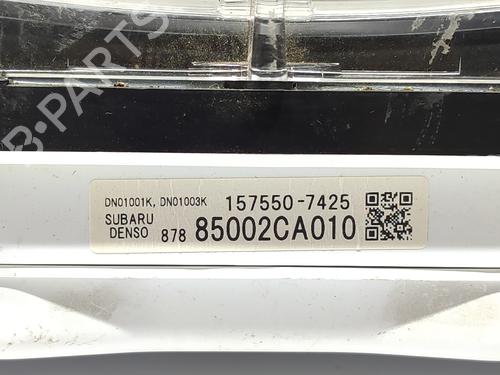 DN01001K, DN01003K 157550-7425
SUBARU
DENSO 878 85002CA010
B-PARTS